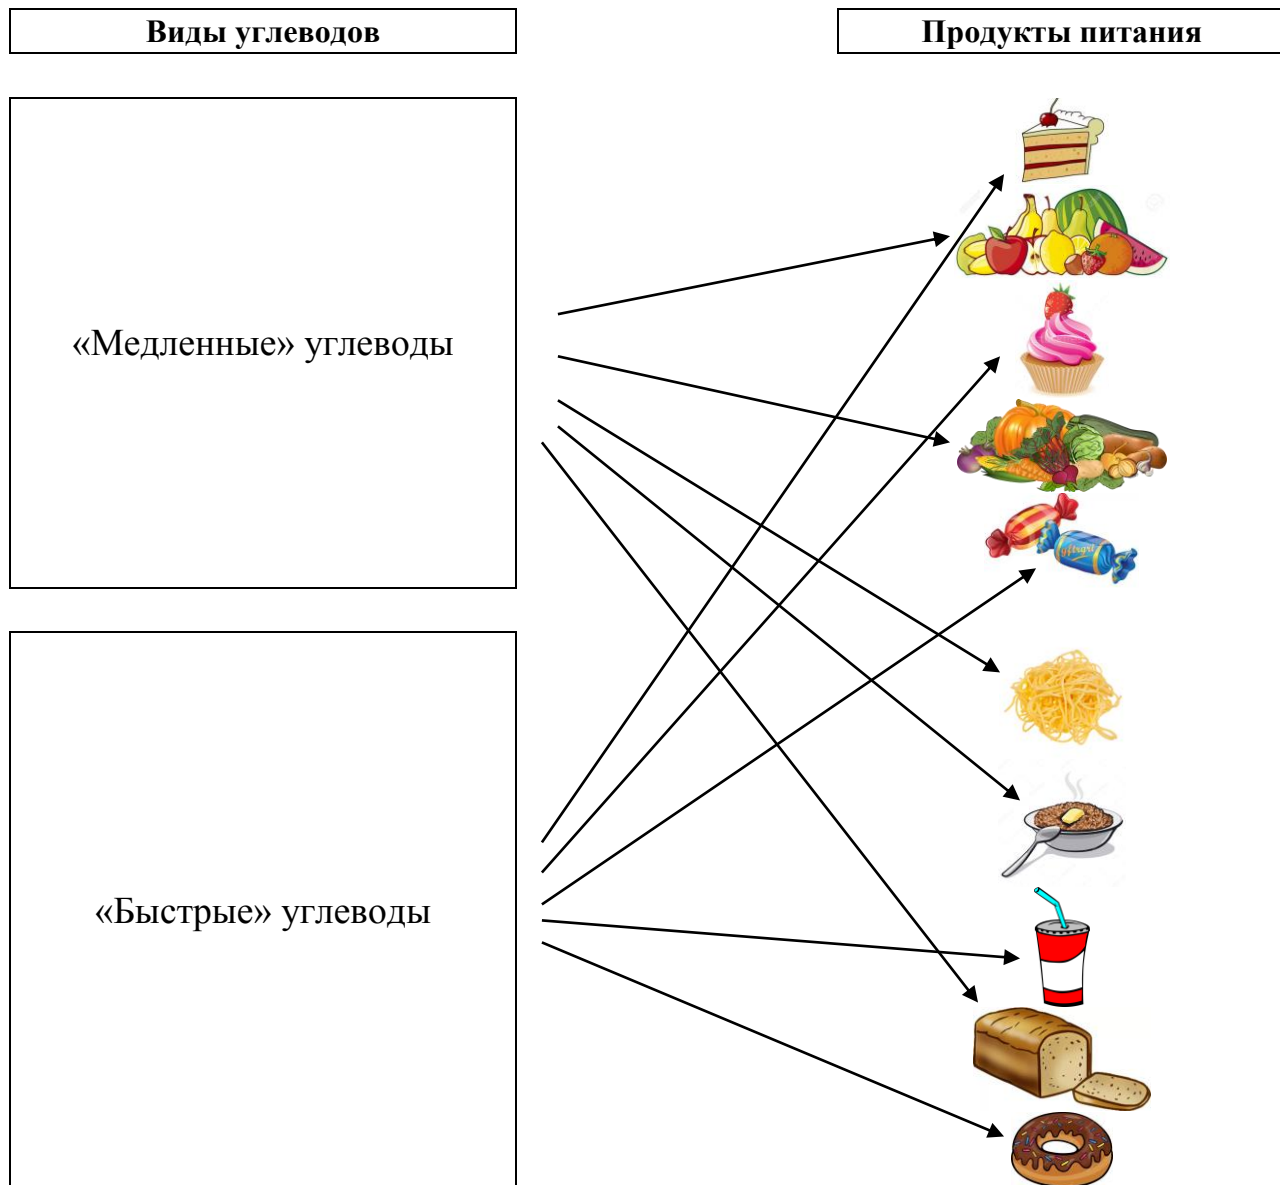 Виды углеводов
Продукты питания
«Медленные» углеводы
«Быстрые» углеводы